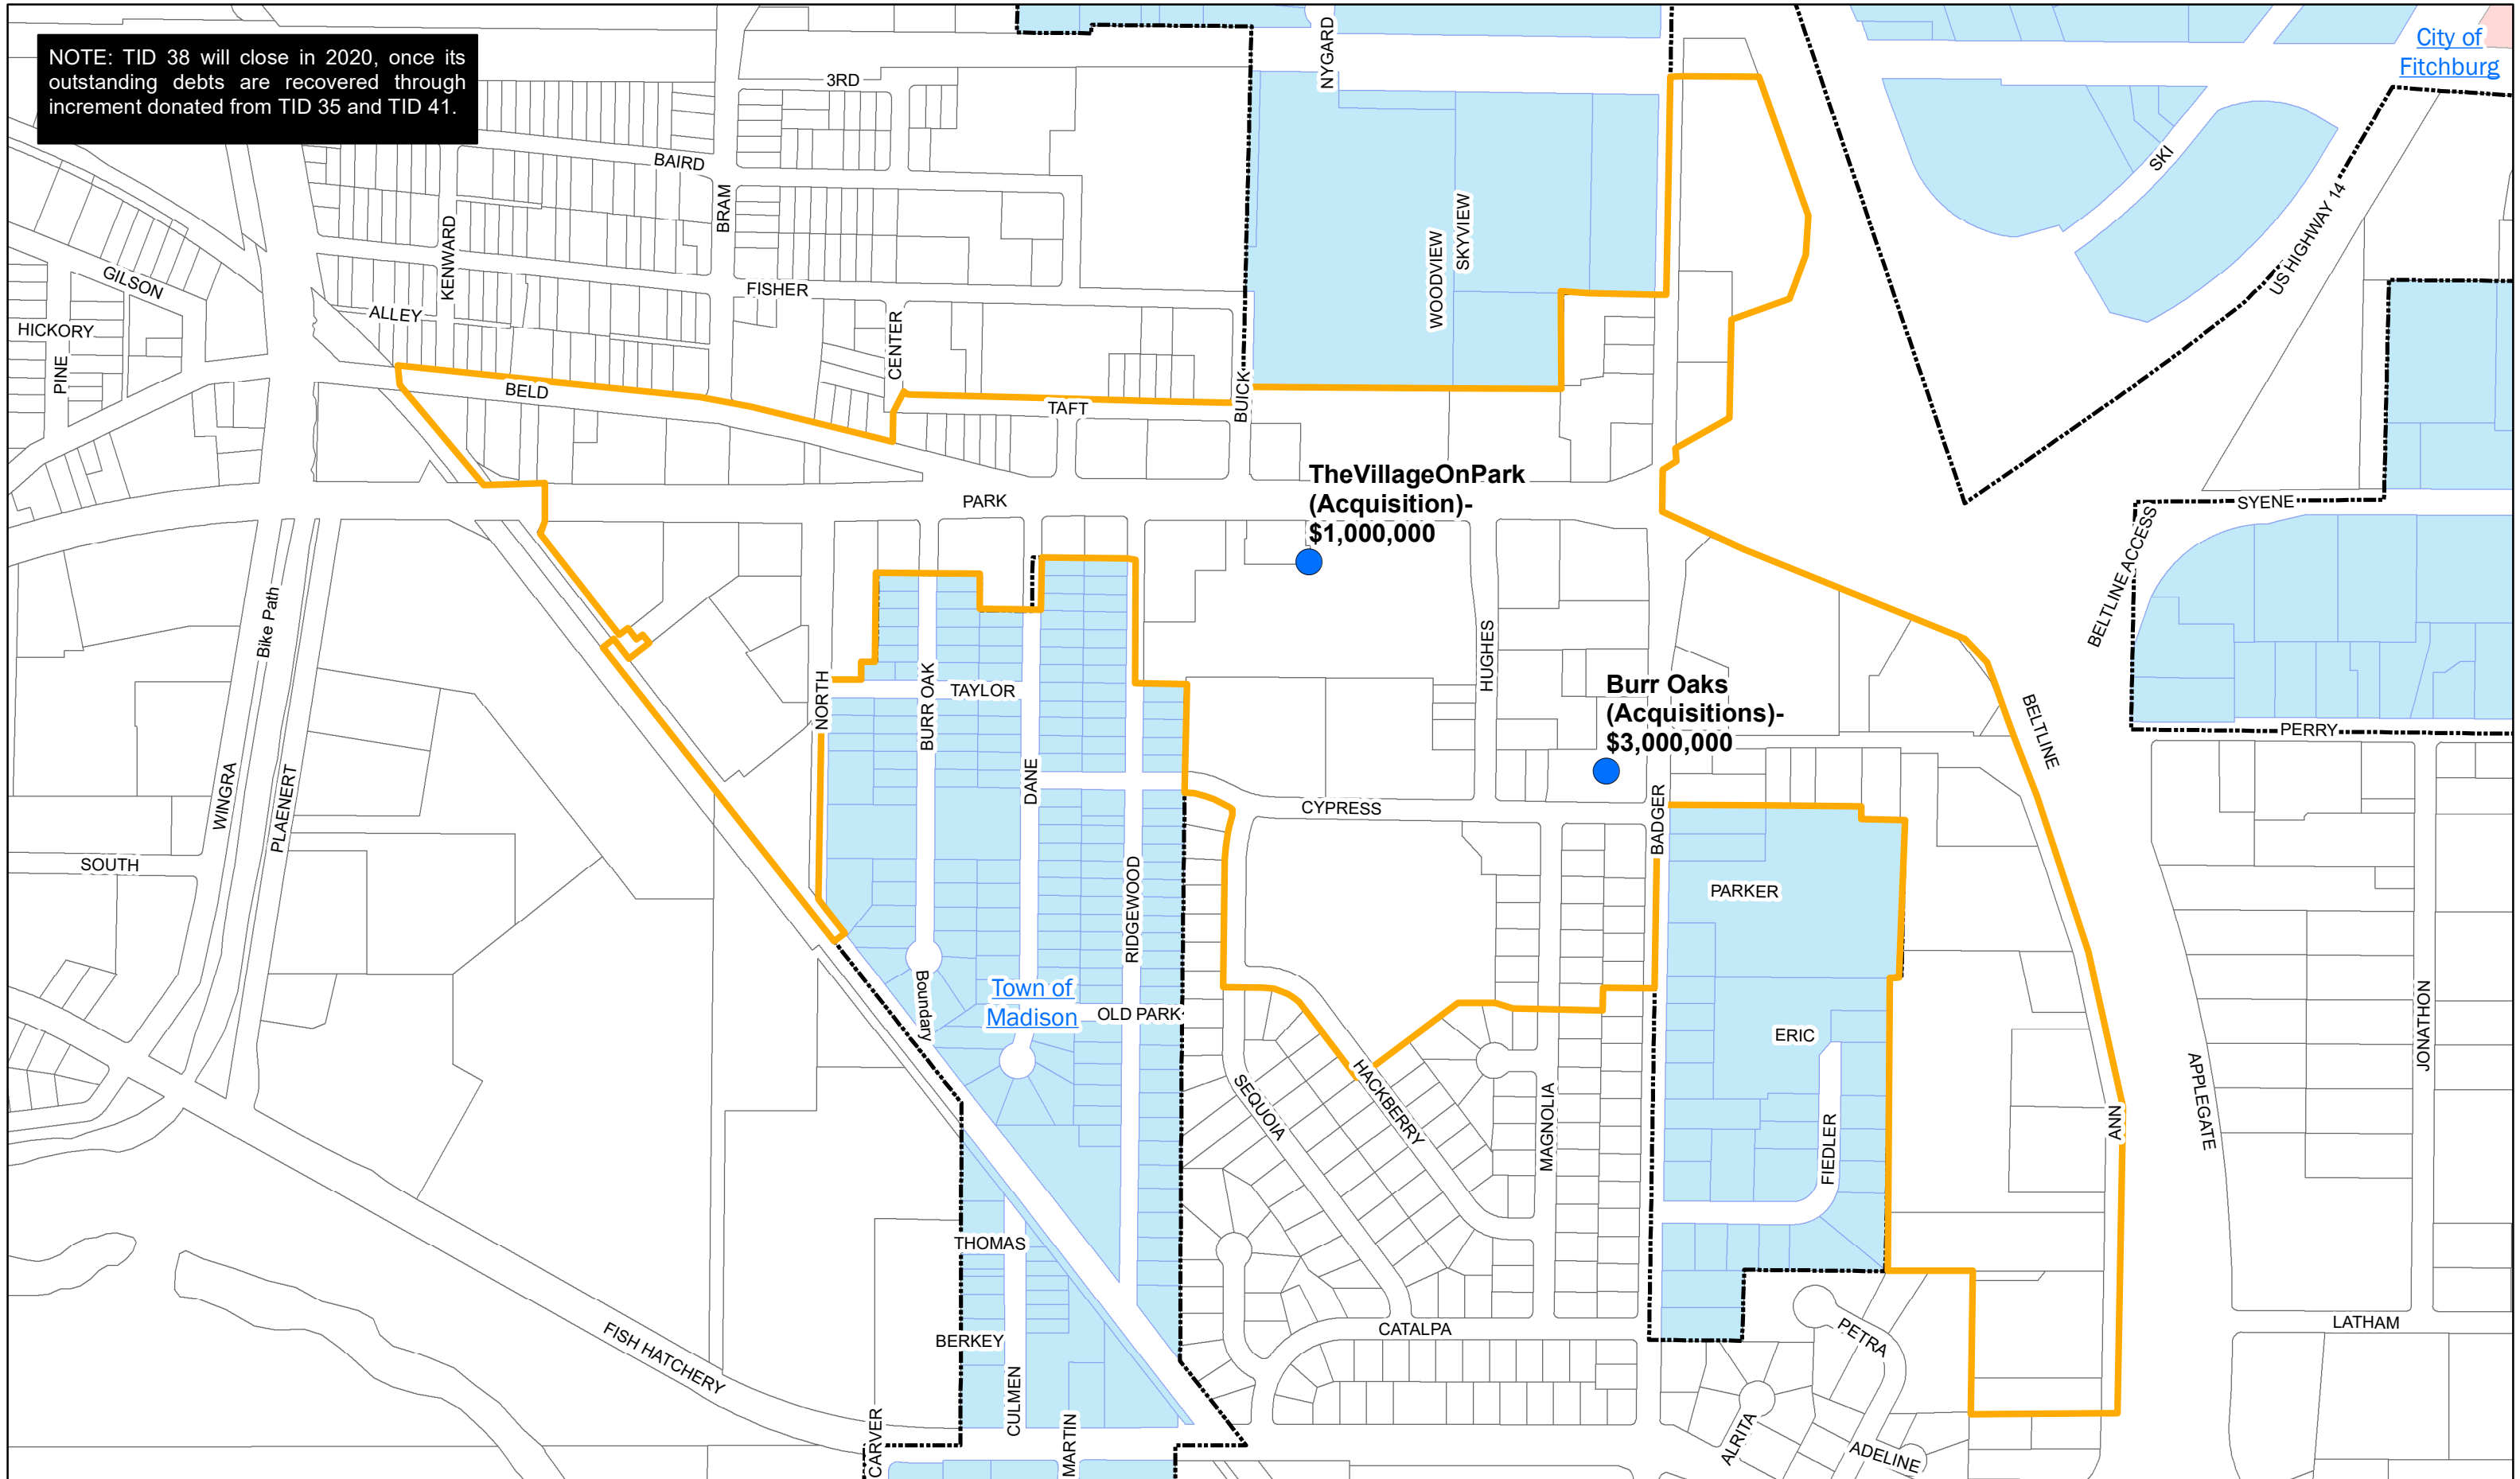 NOTE: TID 38 will close in 2020, once its
outstanding debts are recovered through
increment donated from TID 35 and TID 41.
City of
Fitchburg
NYGARD
3RD
BAIRD
BRAM
SKI
US HIGHWAY 14
KENWARD
GILSON
WOODVIEW
SKYVIEW
FISHER
ALLEY
HICKORY
PINE
CENTER
BELD
TAFT
BUICK
TheVillageOnPark
(Acquisition)-
$1,000,000
PARK
SYENE
BELTLINE ACCESS
Bike Path
HUGHES
NORTH
BURR OAK
TAYLOR
Burr Oaks
(Acquisitions)-
$3,000,000
BELTLINE
PERRY
WINGRA
PLAENERT
DANE
CYPRESS
BADGER
SOUTH
RIDGEWOOD
PARKER
Boundary
Town of
Madison
OLD PARK
ERIC
JONATHON
SEQUOIA
HACKBERRY
MAGNOLIA
FIEDLER
ANN
APPLEGATE
THOMAS
FISH HATCHERY
BERKEY
CATALPA
PETRA
LATHAM
CARVER
CULMEN
MARTIN
ALRITA
ADELINE